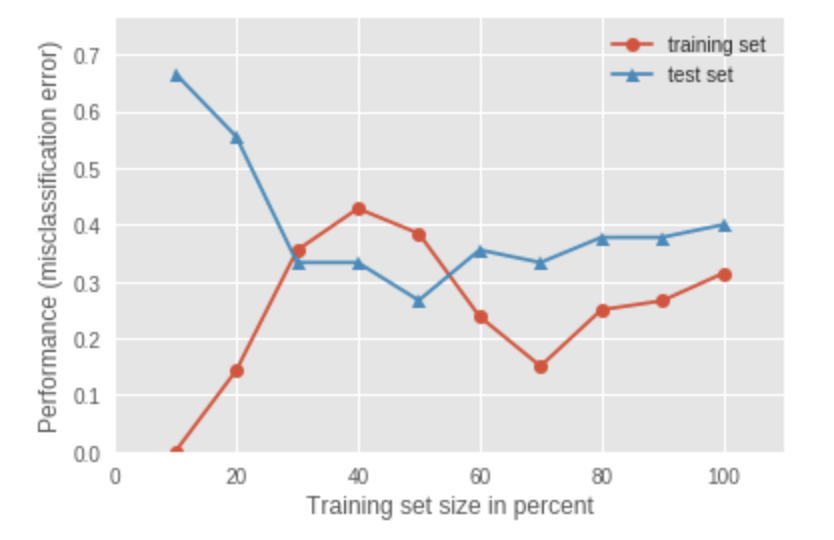 training set
test set
Performance (misclassification error)
0.7
0.6
0.5
0.4
0.3
0.2
0.1
0.0
0 20 40 60 80 100
Training set size in percent